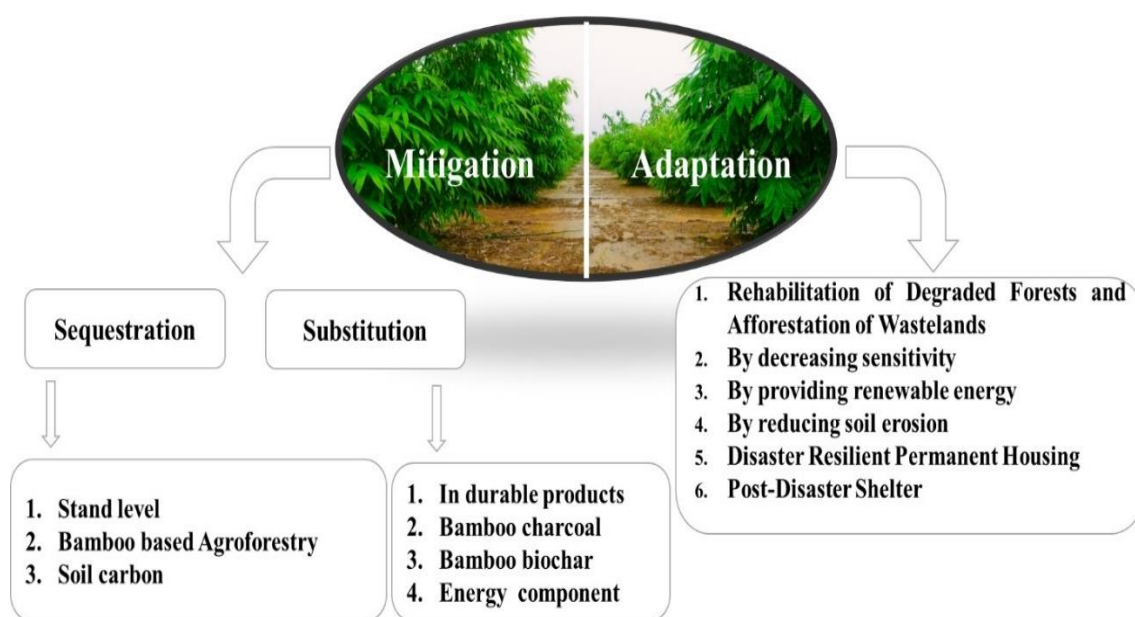 Mitigation
Adaptation
Sequestration
Substitution
1. Stand level
2. Bamboo based Agroforestry
3. Soil carbon
1. In durable products
2. Bamboo charcoal
3. Bamboo biochar
4. Energy component
1. Rehabilitation of Degraded Forests and
Afforestation of Wastelands
2. By decreasing sensitivity
3. By providing renewable energy
4. By reducing soil erosion
5. Disaster Resilient Permanent Housing
6. Post-Disaster Shelter